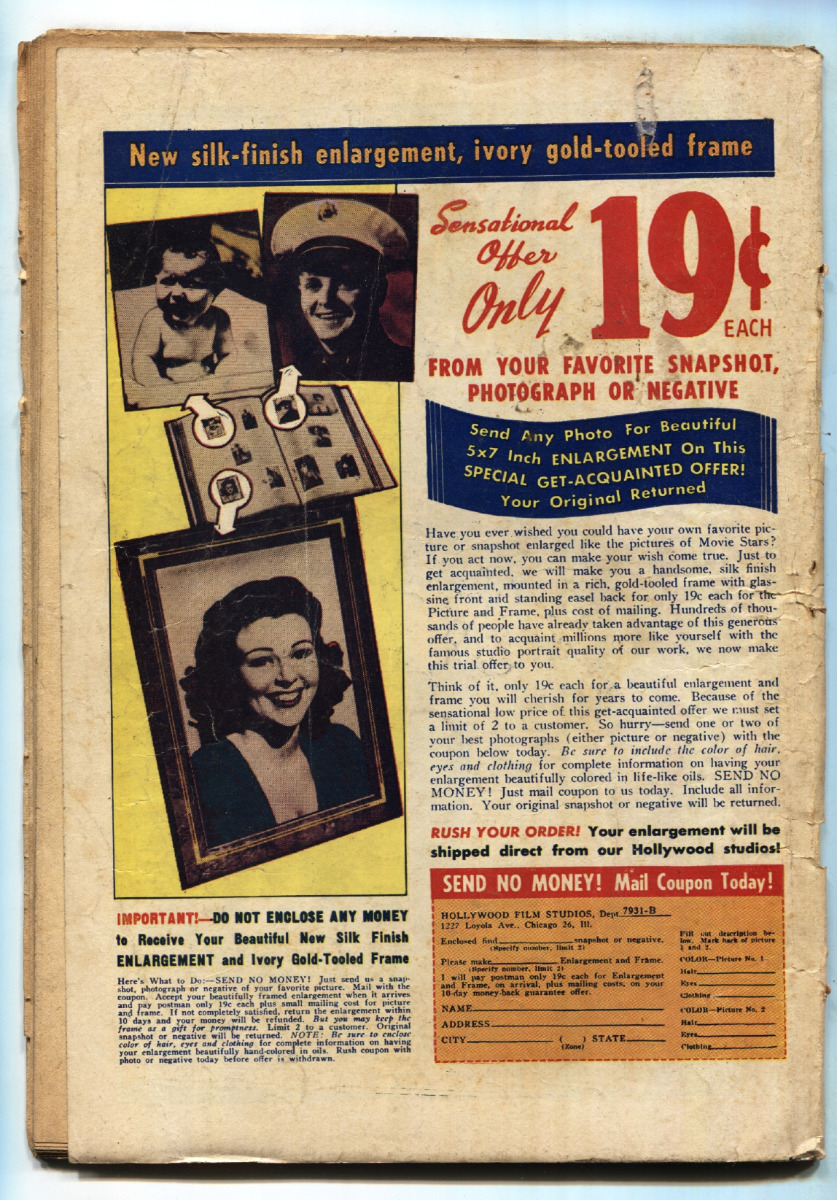 New silk-finish enlargement, ivory gold-tooled frame
Sensational
Offer
Only
19¢
EACH
FROM YOUR FAVORITE SNAPSHOT,
PHOTOGRAPH OR NEGATIVE
Send Any Photo For Beautiful
5x7 Inch ENLARGEMENT On This
SPECIAL GET-ACQUAINTED OFFER!
Your Original Returned
Have you ever wished you could have your own favorite pic-
ture or snapshot enlarged like the pictures of Movie Stars?
If you act now, you can make your wish come true. Just to
get acquainted, we will make you a handsome, silk finish
enlargement, mounted in a rich, gold-tooled frame with glas-
sine front and standing easel back for only 19c each for the
Picture and Frame, plus cost of mailing. Hundreds of thou-
sands of people have already taken advantage of this generous
offer, and to acquaint millions more like yourself with the
famous studio portrait quality of our work, we now make
this trial offer to you.
Think of it, only 19c each for a beautiful enlargement and
frame you will cherish for years to come. Because of the
sensational low price of this get-acquainted offer we must set
a limit of 2 to a customer. So hurry—send one or two of
your best photographs (either picture or negative) with the
coupon below today. Be sure to include the color of hair,
eyes and clothing for complete information on having your
enlargement beautifully colored in life-like oils. SEND NO
MONEY! Just mail coupon to us today. Include all infor-
mation. Your original snapshot or negative will be returned.
RUSH YOUR ORDER! Your enlargement will be
shipped direct from our Hollywood studios!
IMPORTANT!—DO NOT ENCLOSE ANY MONEY
to Receive Your Beautiful New Silk Finish
ENLARGEMENT and Ivory Gold-Tooled Frame
Here's What to Do:—SEND NO MONEY! Just send us a snap-
shot, photograph or negative of your favorite picture. Mail with the
coupon. Accept your beautifully framed enlargement when it arrives
and pay postman only 19c each plus small mailing cost for picture
and frame. If not completely satisfied, return the enlargement within
10 days and your money will be refunded. But you may keep the
frame as a gift for promptness. Limit 2 to a customer. Original
snapshot or negative will be returned. NOTE: Be sure to enclose
color of hair, eyes and clothing for complete information on having
your enlargement beautifully hand-colored in oils. Rush coupon with
photo or negative today before offer is withdrawn.
SEND NO MONEY! Mail Coupon Today!
HOLLYWOOD FILM STUDIOS, Dept. 7931-B
1227 Loyola Ave., Chicago 26, Ill.
Enclosed find snapshot or negative.
(Specify number, limit 2)
Please make Enlargement and Frame.
(Specify number, limit 2)
I will pay postman only 19c each for Enlargement
and Frame, on arrival, plus mailing costs, on your
10-day money-back guarantee offer.
NAME
ADDRESS
CITY ( ) STATE
(Zone)
Fill out description be-
low. Mark back of picture
1 and 2.
COLOR—Picture No. 1
Hair
Eyes
Clothing
COLOR—Picture No. 2
Hair
Eyes
Clothing